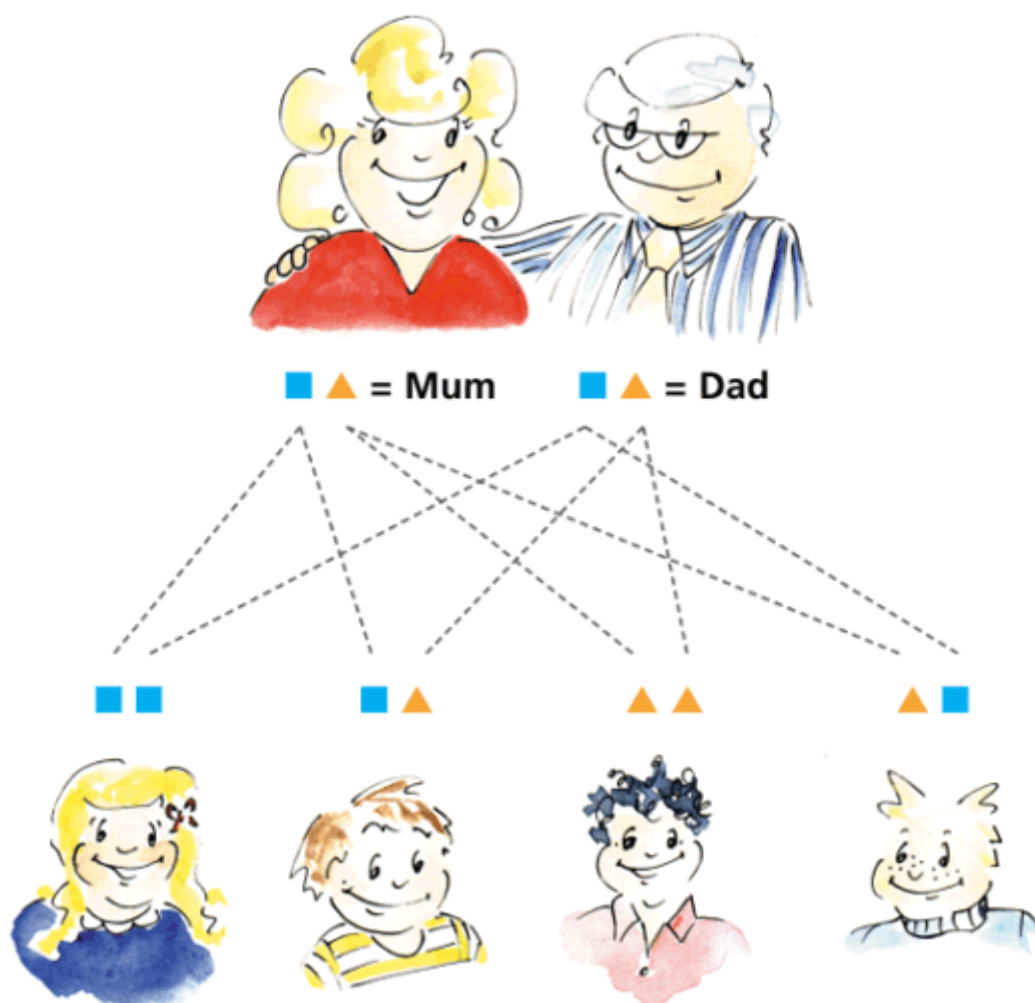 = Mum
= Dad